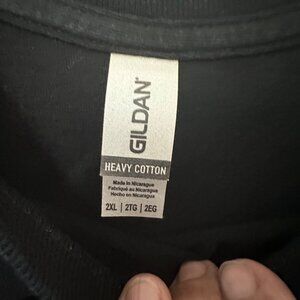 GILDAN®
HEAVY COTTON
Made in Nicaragua
Fabriqué au Nicaragua
Hecho en Nicaragua
2XL | 2TG | 2EG